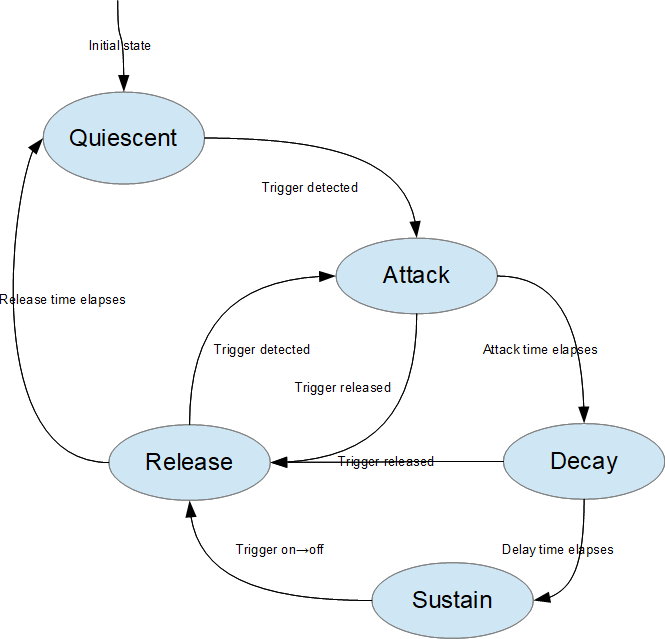 Initial state
Quiescent
Trigger detected
Attack
Release time elapses
Trigger detected
Attack time elapses
Trigger released
Release
Trigger released
Decay
Trigger on→off
Delay time elapses
Sustain